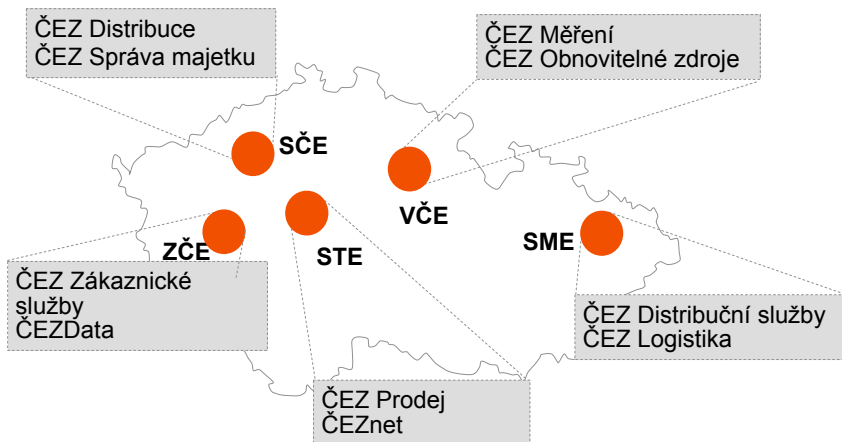 ČEZ Distribuce
ČEZ Správa majetku
ČEZ Měření
ČEZ Obnovitelné zdroje
SČE
VČE
ZČE
STE
SME
ČEZ Zákaznické
služby
ČEZData
ČEZ Distribuční služby
ČEZ Logistika
ČEZ Prodej
ČEZnet